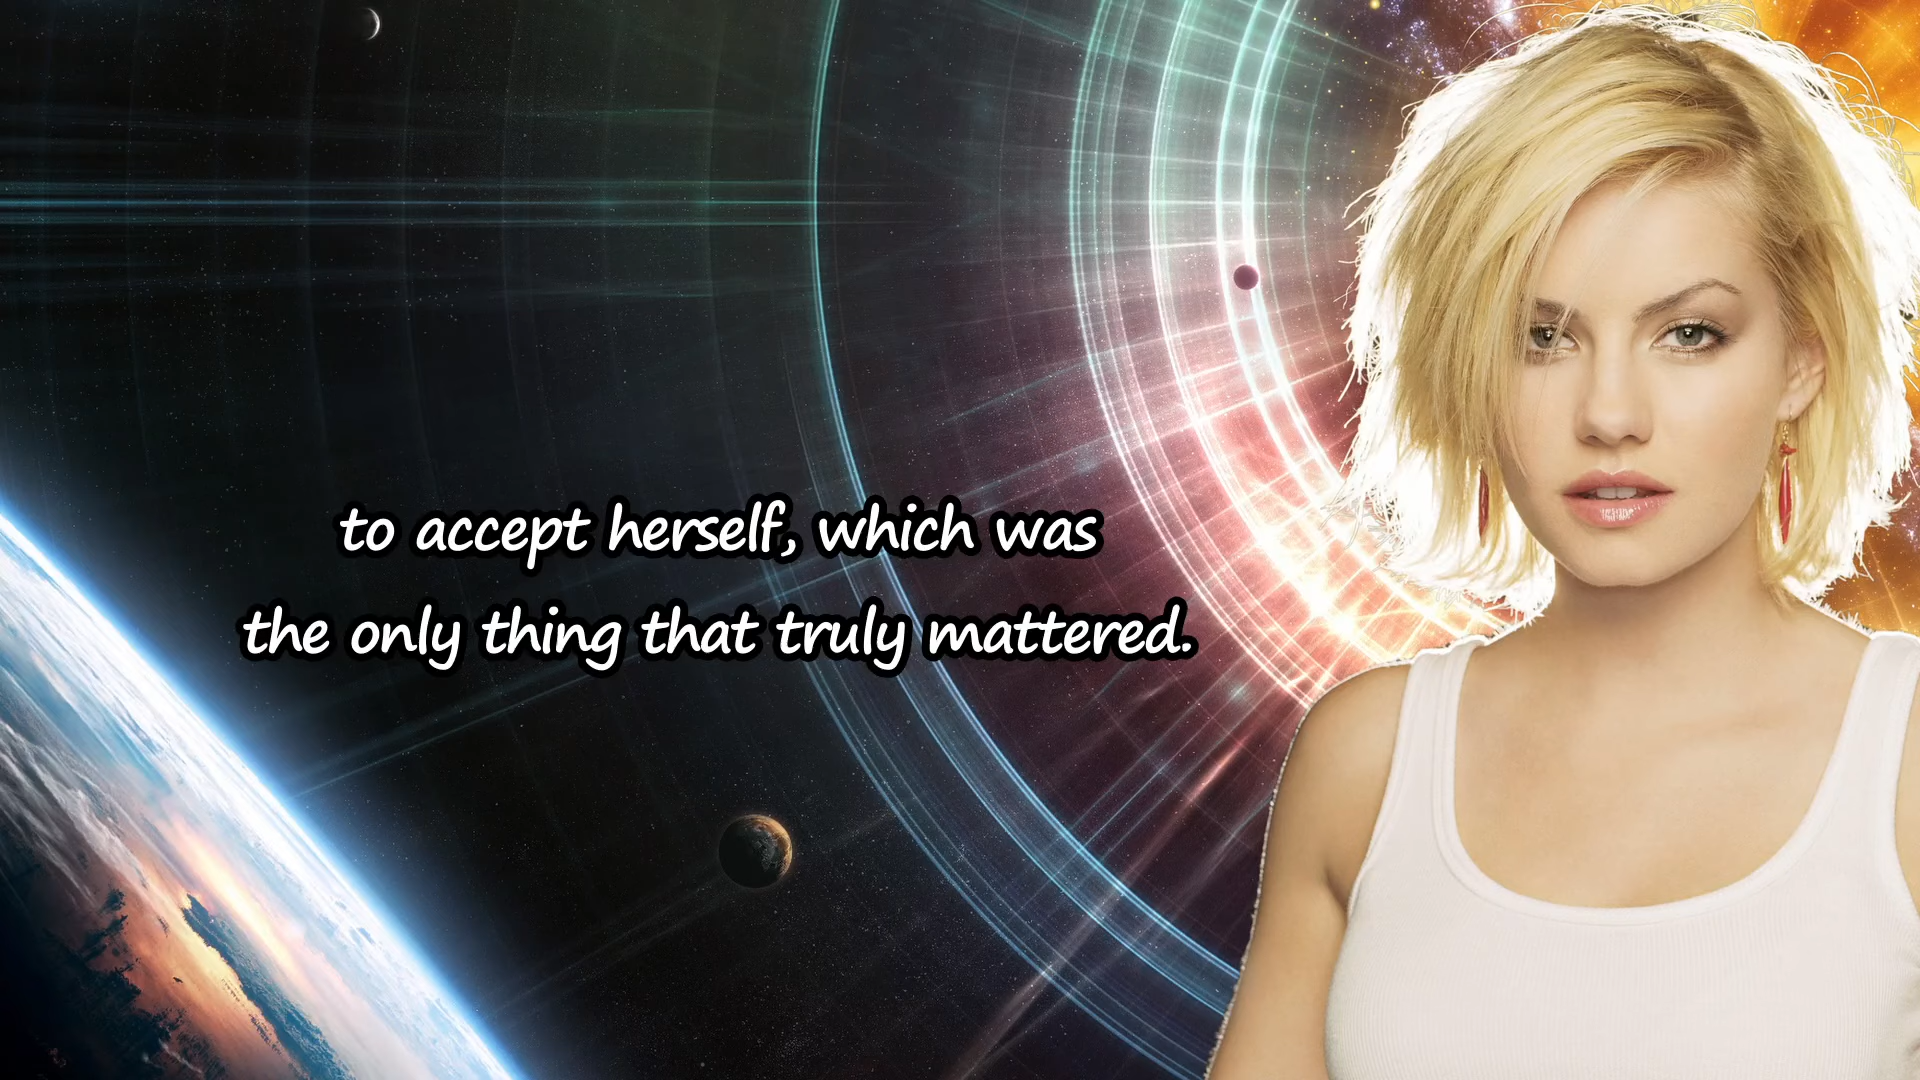 to accept herself, which was
the only thing that truly mattered.